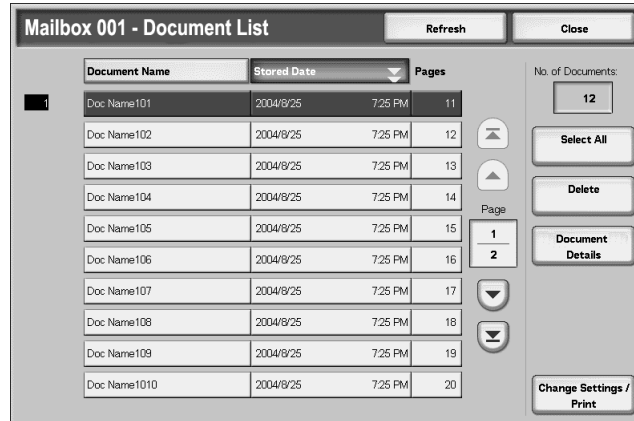 Mailbox 001 - Document List
Refresh
Close
Document Name Stored Date Pages
No. of Documents:
12
1 Doc Name101 2004/8/25 7:25 PM 11
Doc Name102 2004/8/25 7:25 PM 12
Doc Name103 2004/8/25 7:25 PM 13
Doc Name104 2004/8/25 7:25 PM 14
Doc Name105 2004/8/25 7:25 PM 15
Doc Name106 2004/8/25 7:25 PM 16
Doc Name107 2004/8/25 7:25 PM 17
Doc Name108 2004/8/25 7:25 PM 18
Doc Name109 2004/8/25 7:25 PM 19
Doc Name1010 2004/8/25 7:25 PM 20
Page
1
2
Select All
Delete
Document
Details
Change Settings /
Print